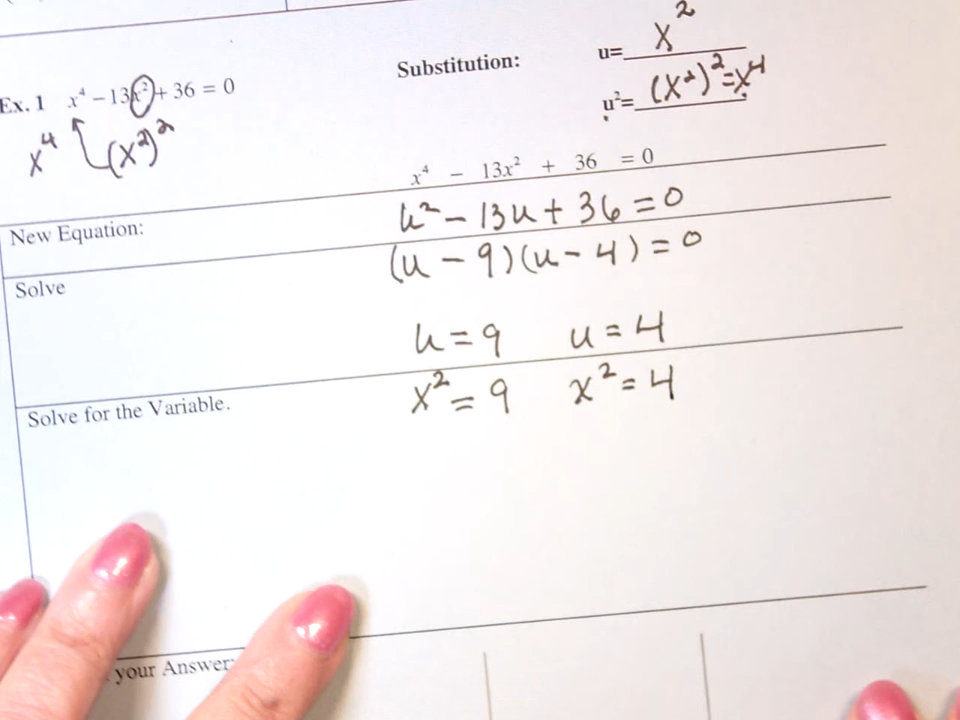 Ex. 1 x⁴ − 13x² + 36 = 0
x⁴ (x²)²
Substitution:
u= x²
u²= (x²)² = x⁴
x⁴ − 13x² + 36 = 0
New Equation: u² − 13u + 36 = 0
Solve (u − 9)(u − 4) = 0
u = 9 u = 4
Solve for the Variable. x² = 9 x² = 4
your Answer: